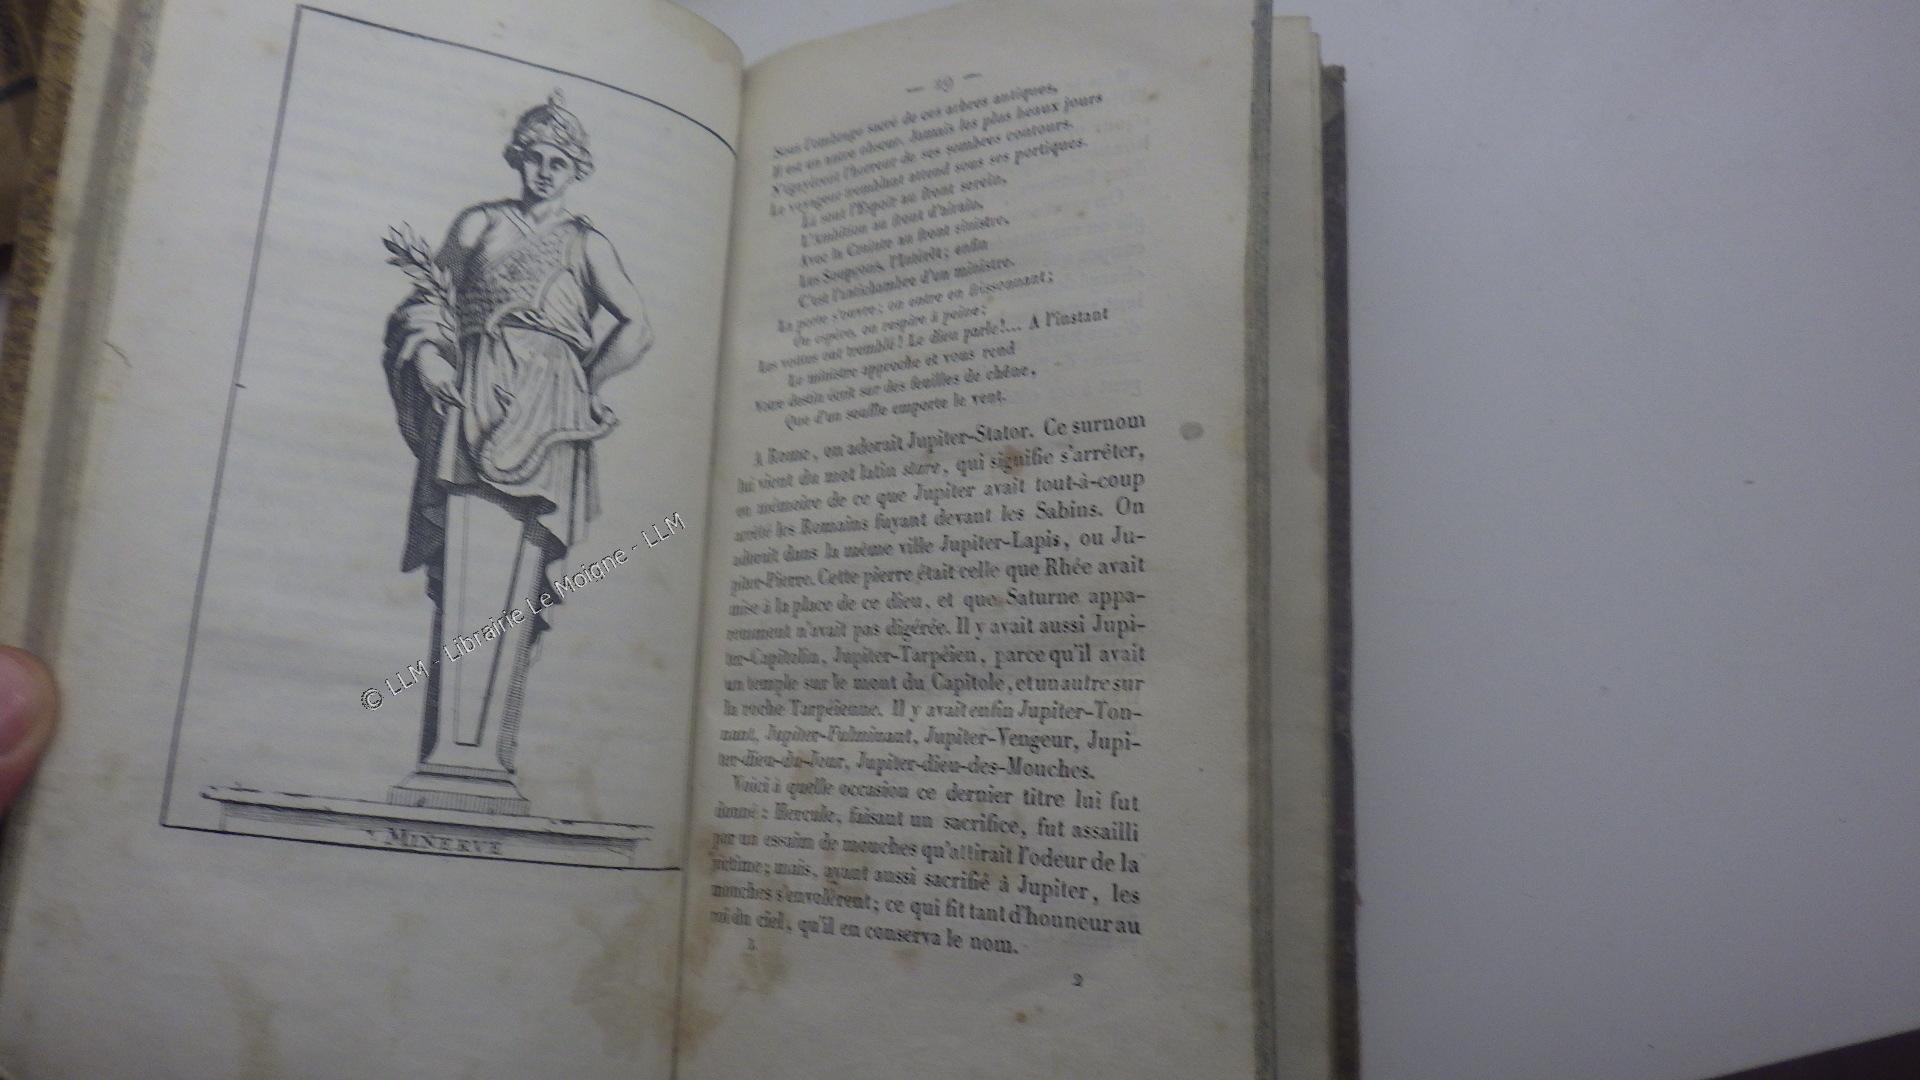 MINERVE
© LLM - Librairie Le Moigne - LLM
— 29 —
Sous l'ombrage sacré de ces arbres antiques,
Il est un antre obscur. Jamais les plus beaux jours
N'égayèrent l'horreur de ses sombres contours.
Le voyageur tremblant attend sous ses portiques.
Là sont l'Espoir au front serein,
L'Ambition au front d'airain,
Avec la Crainte au front sinistre,
Les Soupçons, l'Intérêt; enfin
C'est l'antichambre d'un ministre.
La porte s'ouvre; on entre en frissonnant;
On espère, on respire à peine;
Les voûtes ont tremblé! Le dieu parle!... A l'instant
Le ministre approche et vous rend
Votre destin écrit sur des feuilles de chêne,
Que d'un souffle emporte le vent.
A Rome, on adorait Jupiter-Stator. Ce surnom
lui vient du mot latin stare, qui signifie s'arrêter,
en mémoire de ce que Jupiter avait tout-à-coup
arrêté les Romains fuyant devant les Sabins. On
adorait dans la même ville Jupiter-Lapis, ou Ju-
piter-Pierre. Cette pierre était celle que Rhée avait
mise à la place de ce dieu, et que Saturne appa-
remment n'avait pas digérée. Il y avait aussi Jupi-
ter-Capitolin, Jupiter-Tarpéien, parce qu'il avait
un temple sur le mont du Capitole, et un autre sur
la roche Tarpéienne. Il y avait enfin Jupiter-Ton-
nant, Jupiter-Fulminant, Jupiter-Vengeur, Jupi-
ter-dieu-du-Jour, Jupiter-dieu-des-Mouches.
Voici à quelle occasion ce dernier titre lui fut
donné: Hercule, faisant un sacrifice, fut assailli
par un essaim de mouches qu'attirait l'odeur de la
victime; mais, ayant aussi sacrifié à Jupiter, les
mouches s'envolèrent; ce qui fit tant d'honneur au
roi du ciel, qu'il en conserva le nom.
2